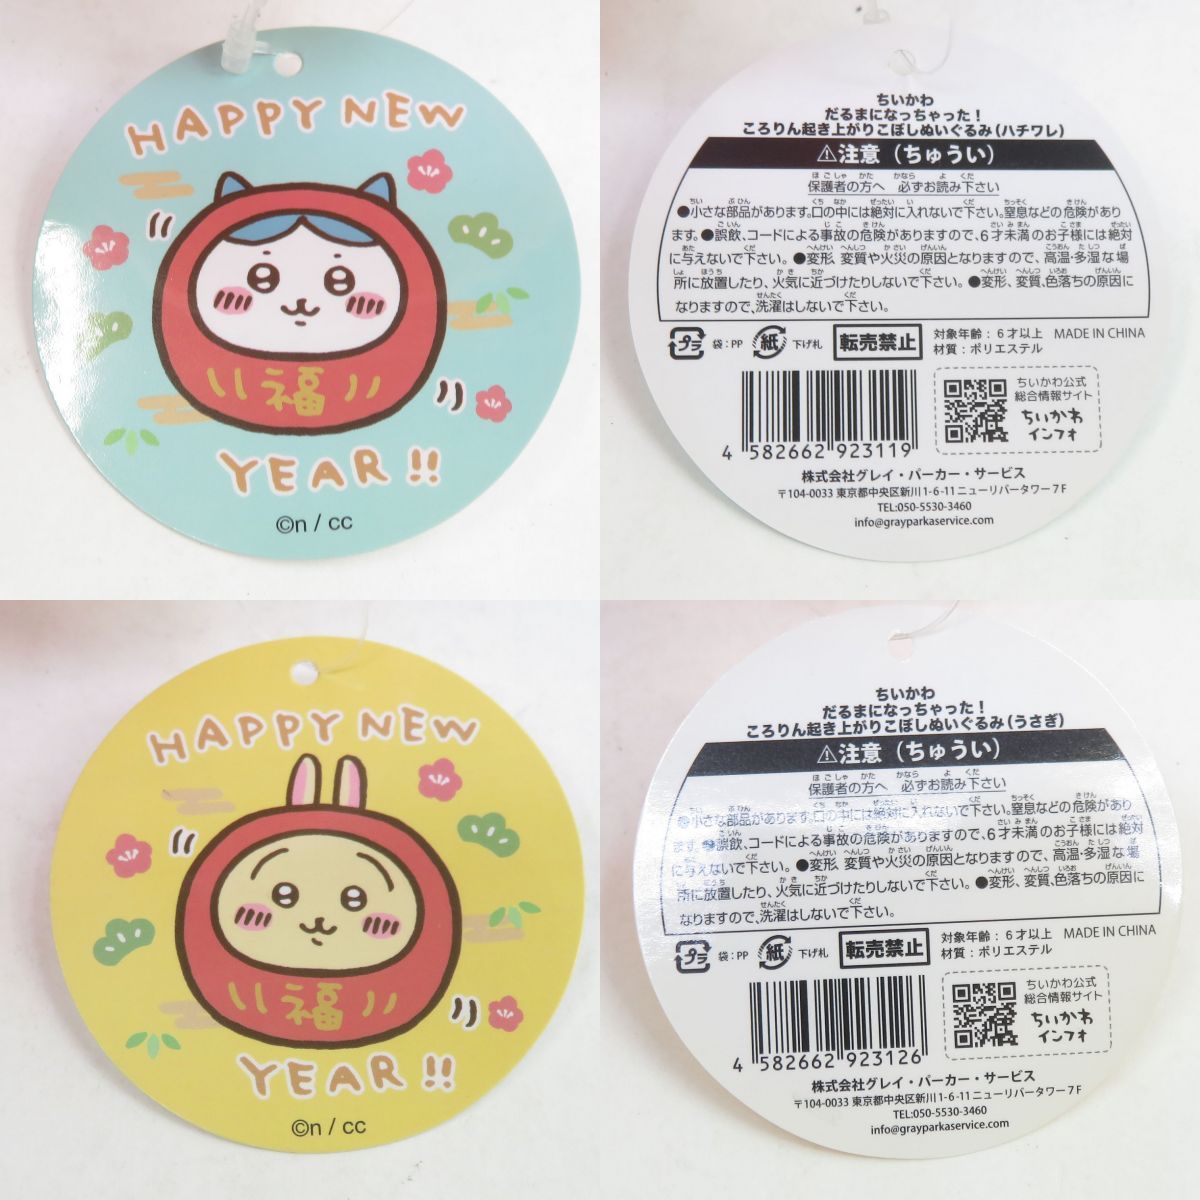 HAPPY NEW
福
YEAR!!
©n / cc
ちいかわ
だるまになっちゃった！
ころりん起き上がりこぼしぬいぐるみ（ハチワレ）
⚠注意（ちゅうい）
保護者の方へ　必ずお読み下さい
●小さな部品があります。口の中には絶対に入れないで下さい。窒息などの危険があり
ます。●誤飲、コードによる事故の危険がありますので、6才未満のお子様には絶対
に与えないで下さい。●変形、変質や火災の原因となりますので、高温・多湿な場
所に放置したり、火気に近づけたりしないで下さい。●変形、変質、色落ちの原因に
なりますので、洗濯はしないで下さい。
プラ 袋：PP 紙 下げ札 転売禁止 対象年齢：6才以上 MADE IN CHINA
材質：ポリエステル
ちいかわ公式
総合情報サイト
ちいかわ
インフォ
4 582662 923119
株式会社グレイ・パーカー・サービス
〒104-0033 東京都中央区新川1-6-11 ニューリバータワー7F
TEL:050-5530-3460
info@grayparkaservice.com
HAPPY NEW
福
YEAR!!
©n / cc
ちいかわ
だるまになっちゃった！
ころりん起き上がりこぼしぬいぐるみ（うさぎ）
⚠注意（ちゅうい）
保護者の方へ　必ずお読み下さい
●小さな部品があります。口の中には絶対に入れないで下さい。窒息などの危険があり
ます。●誤飲、コードによる事故の危険がありますので、6才未満のお子様には絶対
に与えないで下さい。●変形、変質や火災の原因となりますので、高温・多湿な場
所に放置したり、火気に近づけたりしないで下さい。●変形、変質、色落ちの原因に
なりますので、洗濯はしないで下さい。
プラ 袋：PP 紙 下げ札 転売禁止 対象年齢：6才以上 MADE IN CHINA
材質：ポリエステル
ちいかわ公式
総合情報サイト
ちいかわ
インフォ
4 582662 923126
株式会社グレイ・パーカー・サービス
〒104-0033 東京都中央区新川1-6-11 ニューリバータワー7F
TEL:050-5530-3460
info@grayparkaservice.com